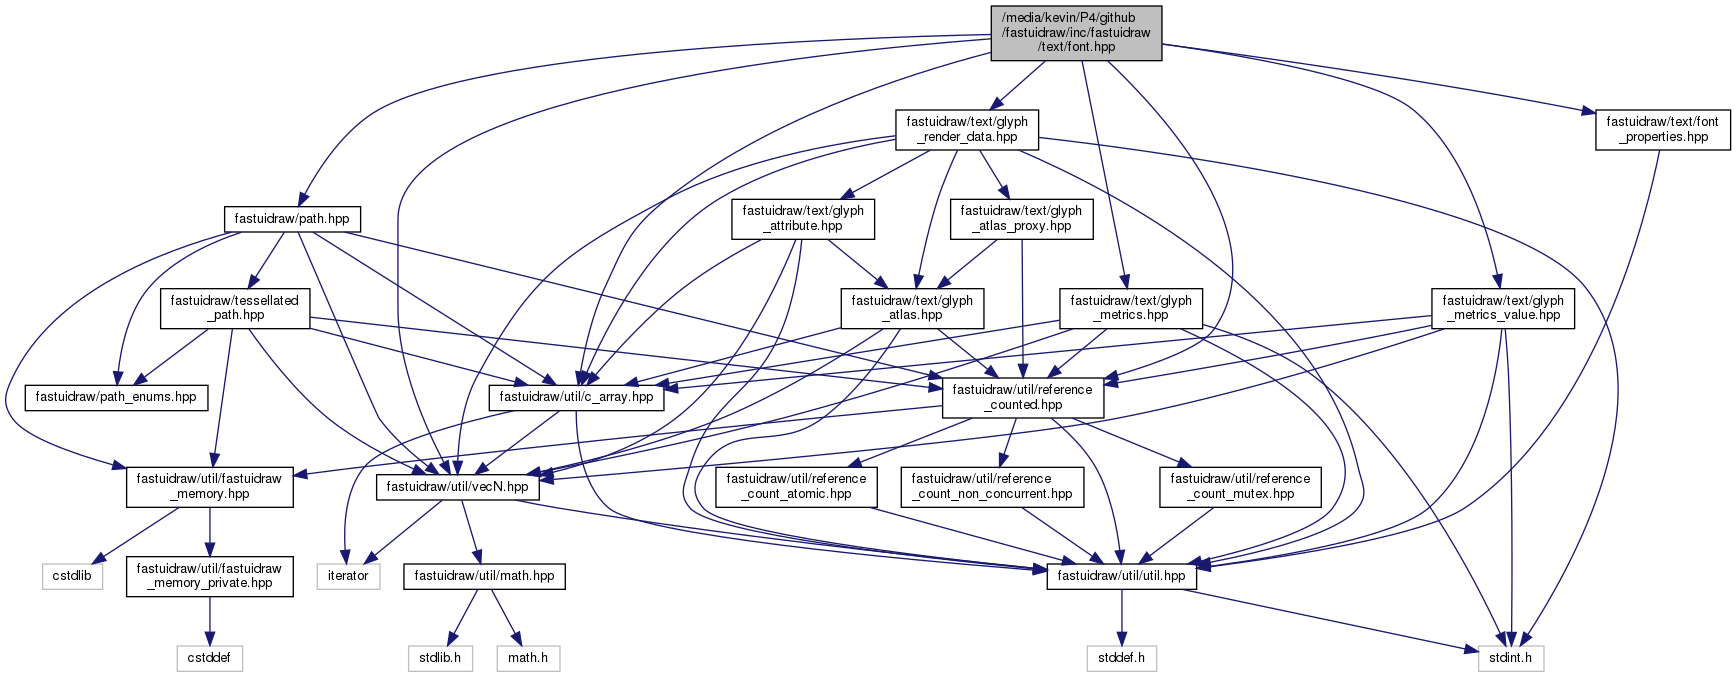 /media/kevin/P4/github
/fastuidraw/inc/fastuidraw
/text/font.hpp
fastuidraw/text/glyph
_render_data.hpp
fastuidraw/text/font
_properties.hpp
fastuidraw/path.hpp
fastuidraw/text/glyph
_attribute.hpp
fastuidraw/text/glyph
_atlas_proxy.hpp
fastuidraw/tessellated
_path.hpp
fastuidraw/text/glyph
_atlas.hpp
fastuidraw/text/glyph
_metrics.hpp
fastuidraw/text/glyph
_metrics_value.hpp
fastuidraw/path_enums.hpp
fastuidraw/util/c_array.hpp
fastuidraw/util/reference
_counted.hpp
fastuidraw/util/fastuidraw
_memory.hpp
fastuidraw/util/vecN.hpp
fastuidraw/util/reference
_count_atomic.hpp
fastuidraw/util/reference
_count_non_concurrent.hpp
fastuidraw/util/reference
_count_mutex.hpp
cstdlib
fastuidraw/util/fastuidraw
_memory_private.hpp
iterator
fastuidraw/util/math.hpp
fastuidraw/util/util.hpp
cstddef
stdlib.h
math.h
stddef.h
stdint.h